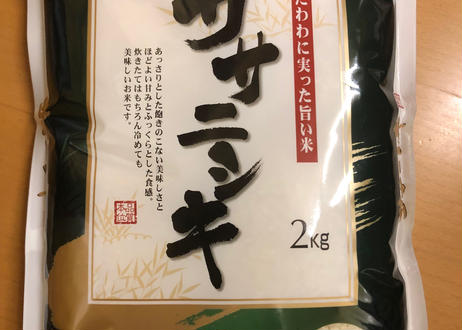 たわわに実った旨い米
ササニシキ
あっさりとした飽きのこない美味しさと
ほどよい甘みとふっくらとした食感。
炊きたてはもちろん冷めても
美味しいお米です。
2Kg